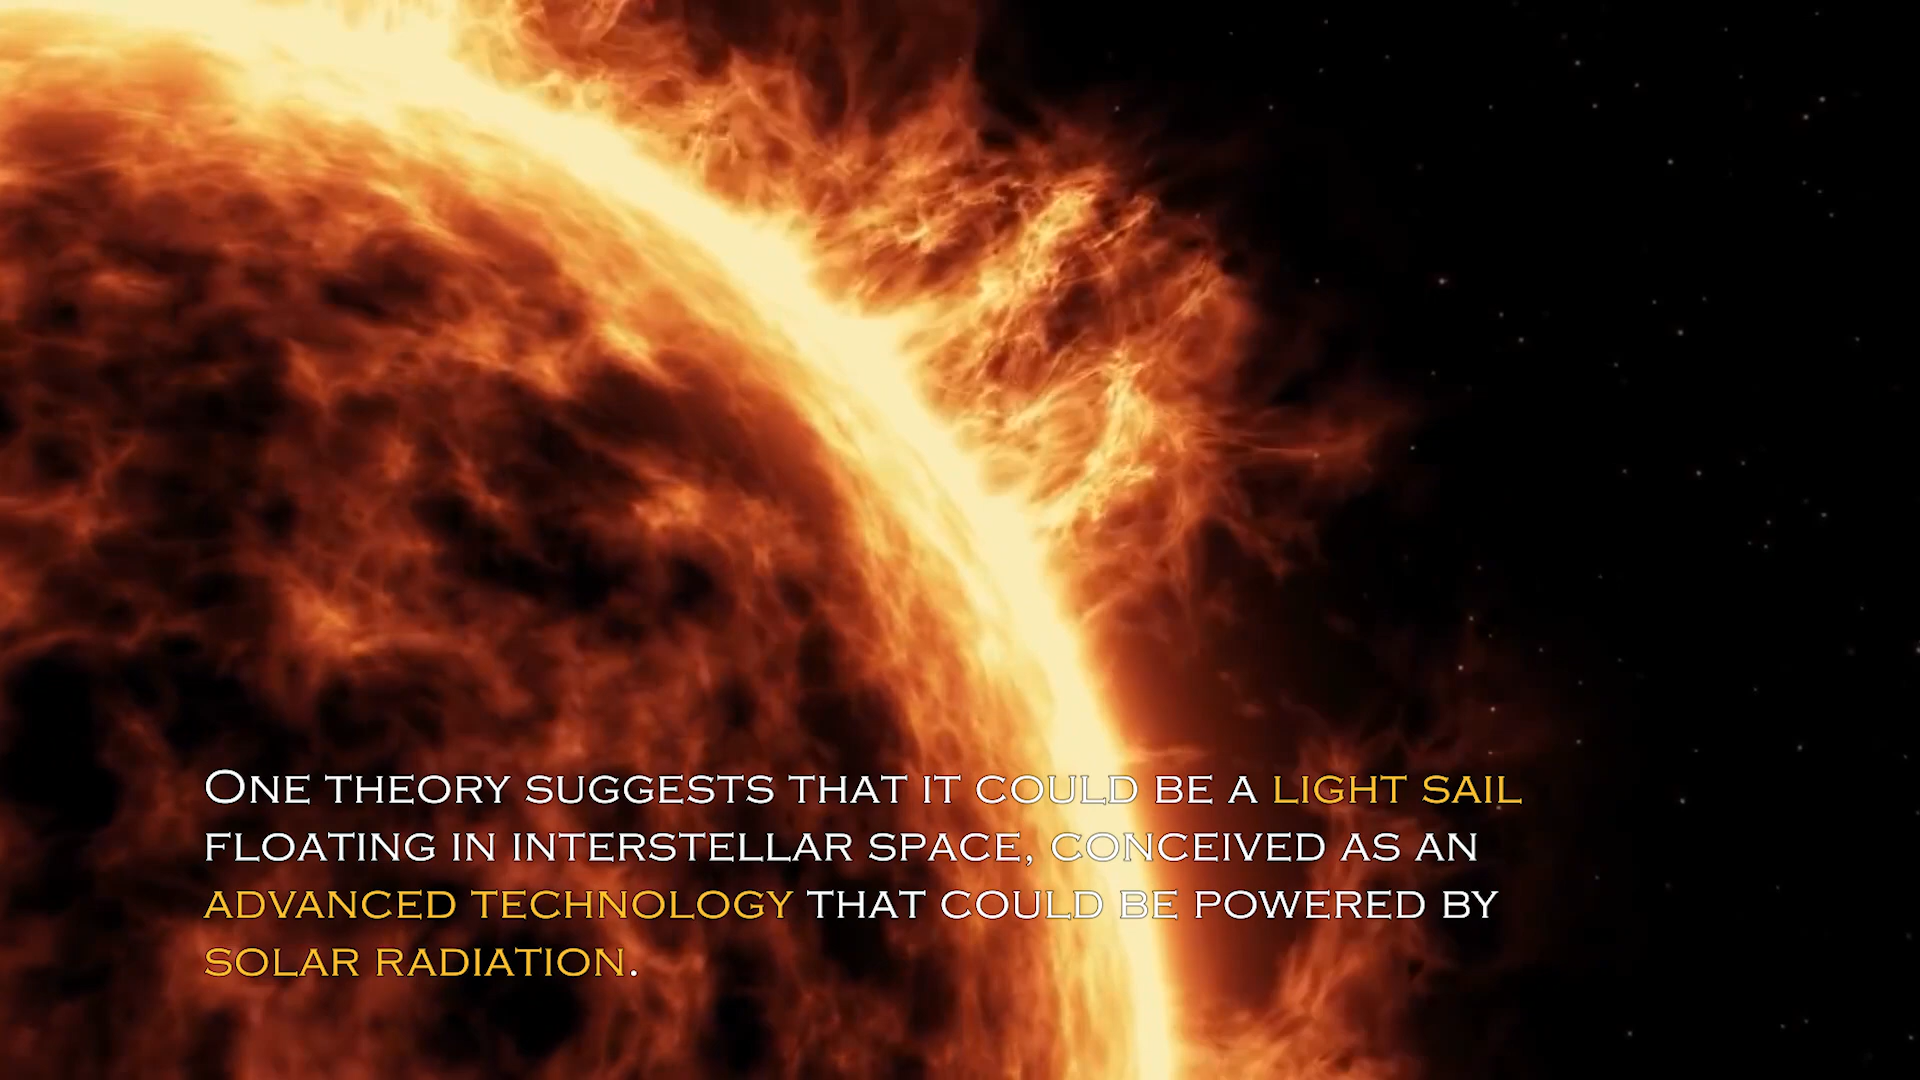 One theory suggests that it could be a light sail
floating in interstellar space, conceived as an
advanced technology that could be powered by
solar radiation.